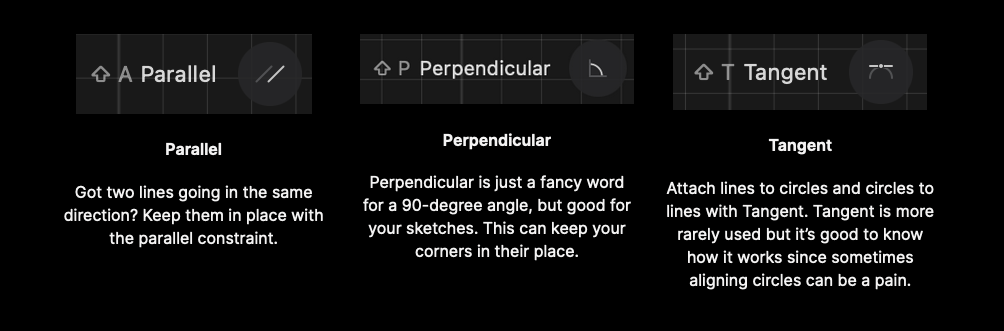 ⇧ A Parallel
Parallel
Got two lines going in the same
direction? Keep them in place with
the parallel constraint.
⇧ P Perpendicular
Perpendicular
Perpendicular is just a fancy word
for a 90-degree angle, but good for
your sketches. This can keep your
corners in their place.
⇧ T Tangent
Tangent
Attach lines to circles and circles to
lines with Tangent. Tangent is more
rarely used but it’s good to know
how it works since sometimes
aligning circles can be a pain.